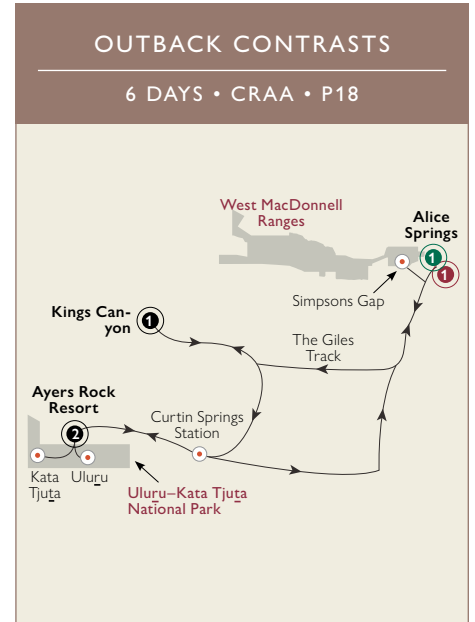 OUTBACK CONTRASTS
6 DAYS • CRAA • P18
West MacDonnell
Ranges
Alice
Springs
1
1
Simpsons Gap
Kings Can-
yon
1
The Giles
Track
Ayers Rock
Resort
2
Curtin Springs
Station
Kata
Tjuṯa
Uluṟu
Uluṟu–Kata Tjuṯa
National Park